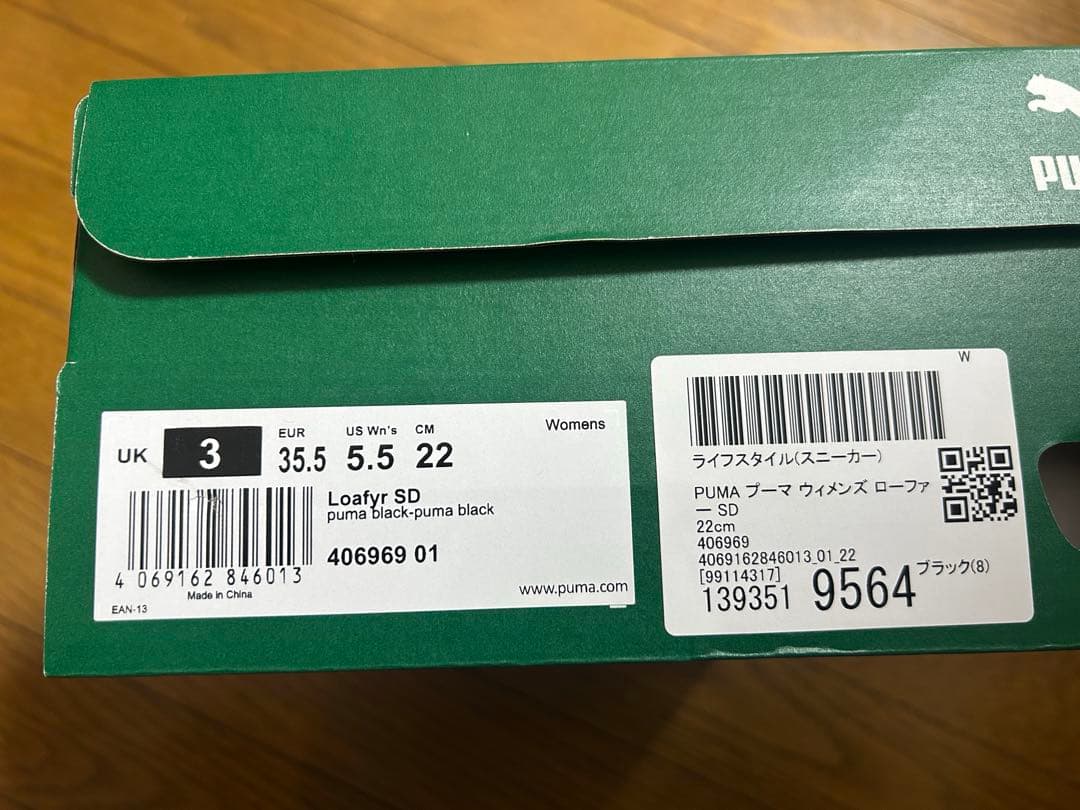 PU
UK 3
EUR 35.5
US Wn's 5.5
CM 22
Womens
Loafyr SD
puma black-puma black
406969 01
4 069162 846013
Made in China
EAN-13
www.puma.com
W
ライフスタイル(スニーカー)
PUMA プーマ ウィメンズ ローファ
ー SD
22cm
406969
4069162846013_01_22
[99114317]
ブラック(8)
139351 9564